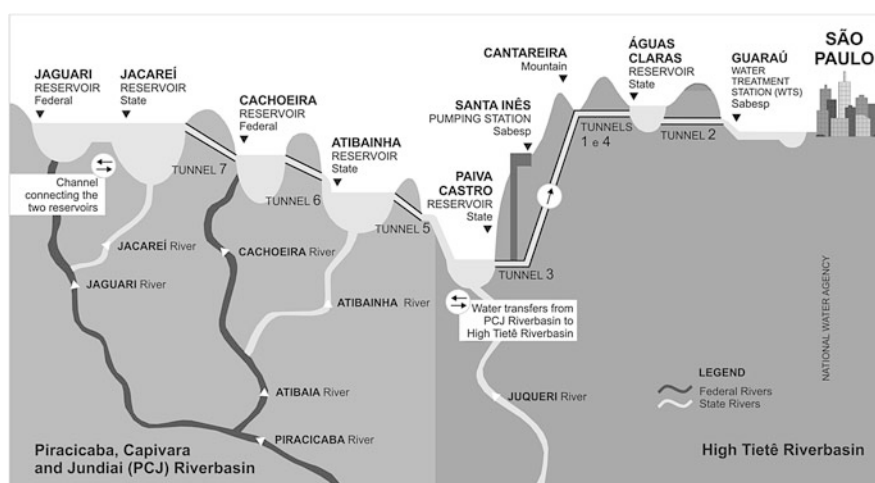 JAGUARI
RESERVOIR
Federal
JACAREÍ
RESERVOIR
State
CACHOEIRA
RESERVOIR
Federal
ATIBAINHA
RESERVOIR
State
PAIVA
CASTRO
RESERVOIR
State
SANTA INÊS
PUMPING STATION
Sabesp
CANTAREIRA
Mountain
ÁGUAS
CLARAS
RESERVOIR
State
GUARAÚ
WATER
TREATMENT
STATION (WTS)
Sabesp
SÃO
PAULO
Channel
connecting the
two reservoirs
TUNNEL 7
TUNNEL 6
TUNNEL 5
TUNNEL 3
TUNNELS
1 e 4
TUNNEL 2
JACAREÍ River
JAGUARI River
CACHOEIRA River
ATIBAINHA River
Water transfers from
PCJ Riverbasin to
High Tietê Riverbasin
ATIBAIA River
PIRACICABA River
JUQUERI River
NATIONAL WATER AGENCY
LEGEND
Federal Rivers
State Rivers
Piracicaba, Capivara
and Jundiai (PCJ) Riverbasin
High Tietê Riverbasin